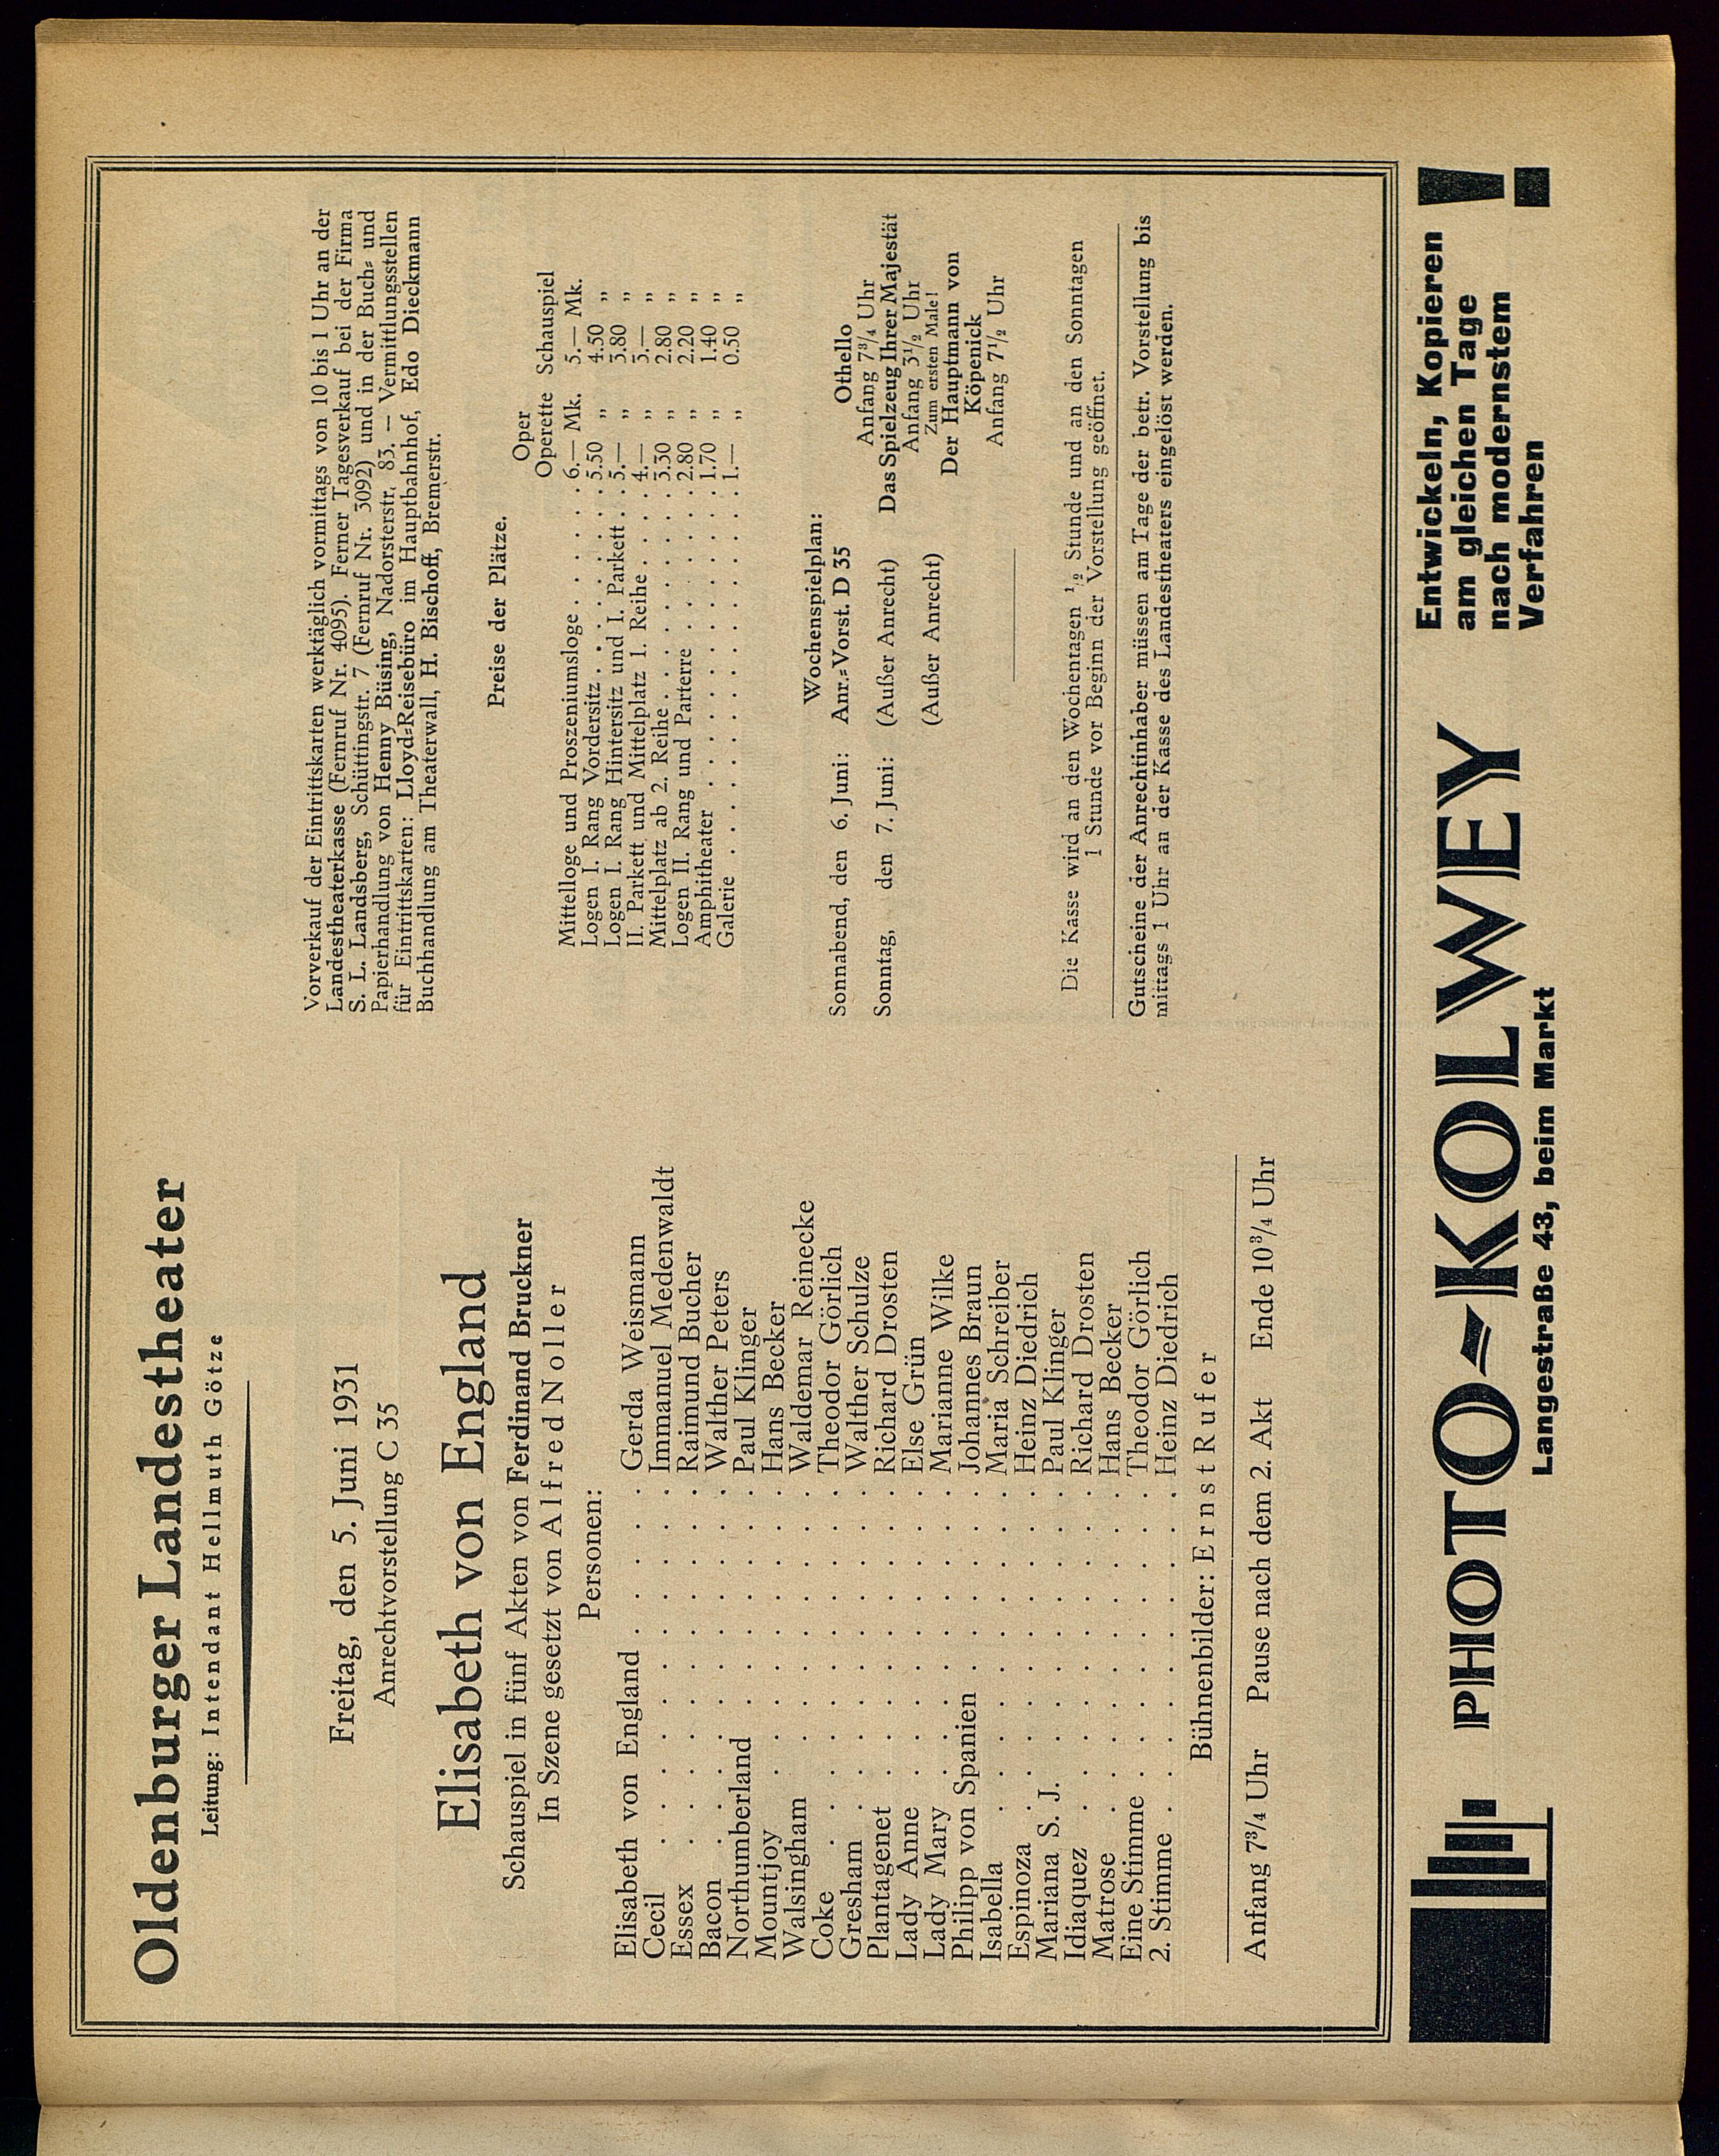 Oldenburger Landestheater
Leitung: Intendant Hellmuth Götze
Freitag, den 5. Juni 1931
Anrechtvorstellung C 35
Elisabeth von England
Schauspiel in fünf Akten von Ferdinand Bruckner
In Szene gesetzt von Alfred Noller
Personen:
Elisabeth von England . . . . . . Gerda Weismann
Cecil . . . . . . . . . . . . . Immanuel Medenwaldt
Essex . . . . . . . . . . . . . Raimund Bucher
Bacon . . . . . . . . . . . . . Walther Peters
Northumberland . . . . . . . . . Paul Klinger
Mountjoy . . . . . . . . . . . Hans Becker
Walsingham . . . . . . . . . . Waldemar Reinecke
Coke . . . . . . . . . . . . . Theodor Görlich
Gresham . . . . . . . . . . . . Walther Schulze
Plantagenet . . . . . . . . . . Richard Drosten
Lady Anne . . . . . . . . . . . Else Grün
Lady Mary . . . . . . . . . . . Marianne Wilke
Philipp von Spanien . . . . . . . Johannes Braun
Isabella . . . . . . . . . . . . Maria Schreiber
Espinoza . . . . . . . . . . . . Heinz Diedrich
Mariana S. J. . . . . . . . . . . Paul Klinger
Idiaquez . . . . . . . . . . . . Richard Drosten
Matrose . . . . . . . . . . . . Hans Becker
Eine Stimme . . . . . . . . . . Theodor Görlich
2. Stimme . . . . . . . . . . . Heinz Diedrich
Bühnenbilder: Ernst Rufer
Anfang 7¾ Uhr Pause nach dem 2. Akt Ende 10¾ Uhr
Vorverkauf der Eintrittskarten werktäglich vormittags von 10 bis 1 Uhr an der
Landestheaterkasse (Fernruf Nr. 4095). Ferner Tagesverkauf bei der Firma
S. L. Landsberg, Schüttingstr. 7 (Fernruf Nr. 3092) und in der Buch- und
Papierhandlung von Henny Büsing, Nadorsterstr. 83. — Vermittlungsstellen
für Eintrittskarten: Lloyd-Reisebüro im Hauptbahnhof, Edo Dieckmann
Buchhandlung am Theaterwall, H. Bischoff, Bremerstr.
Preise der Plätze.
Oper
Operette Schauspiel
Mittelloge und Proszeniumsloge . . . . . . 6.— Mk. 5.— Mk.
Logen I. Rang Vordersitz . . . . . . . . 5.50 „ 4.50 „
Logen I. Rang Hintersitz und I. Parkett . . 5.— „ 3.80 „
II. Parkett und Mittelplatz 1. Reihe . . . . 4.— „ 3.— „
Mittelplatz ab 2. Reihe . . . . . . . . . 3.30 „ 2.80 „
Logen II. Rang und Parterre . . . . . . . 2.80 „ 2.20 „
Amphitheater . . . . . . . . . . . . 1.70 „ 1.40 „
Galerie . . . . . . . . . . . . . . . 1.— „ 0.50 „
Wochenspielplan:
Sonnabend, den 6. Juni: Anr.-Vorst. D 35 Othello
Anfang 7¾ Uhr
Sonntag, den 7. Juni: (Außer Anrecht) Das Spielzeug Ihrer Majestät
Anfang 3½ Uhr
Zum ersten Male!
(Außer Anrecht) Der Hauptmann von
Köpenick
Anfang 7½ Uhr
Die Kasse wird an den Wochentagen ½ Stunde und an den Sonntagen
1 Stunde vor Beginn der Vorstellung geöffnet.
Gutscheine der Anrechtinhaber müssen am Tage der betr. Vorstellung bis
mittags 1 Uhr an der Kasse des Landestheaters eingelöst werden.
PHOTO-KOLWEY
Langestraße 43, beim Markt
Entwickeln, Kopieren
am gleichen Tage
nach modernstem
Verfahren !